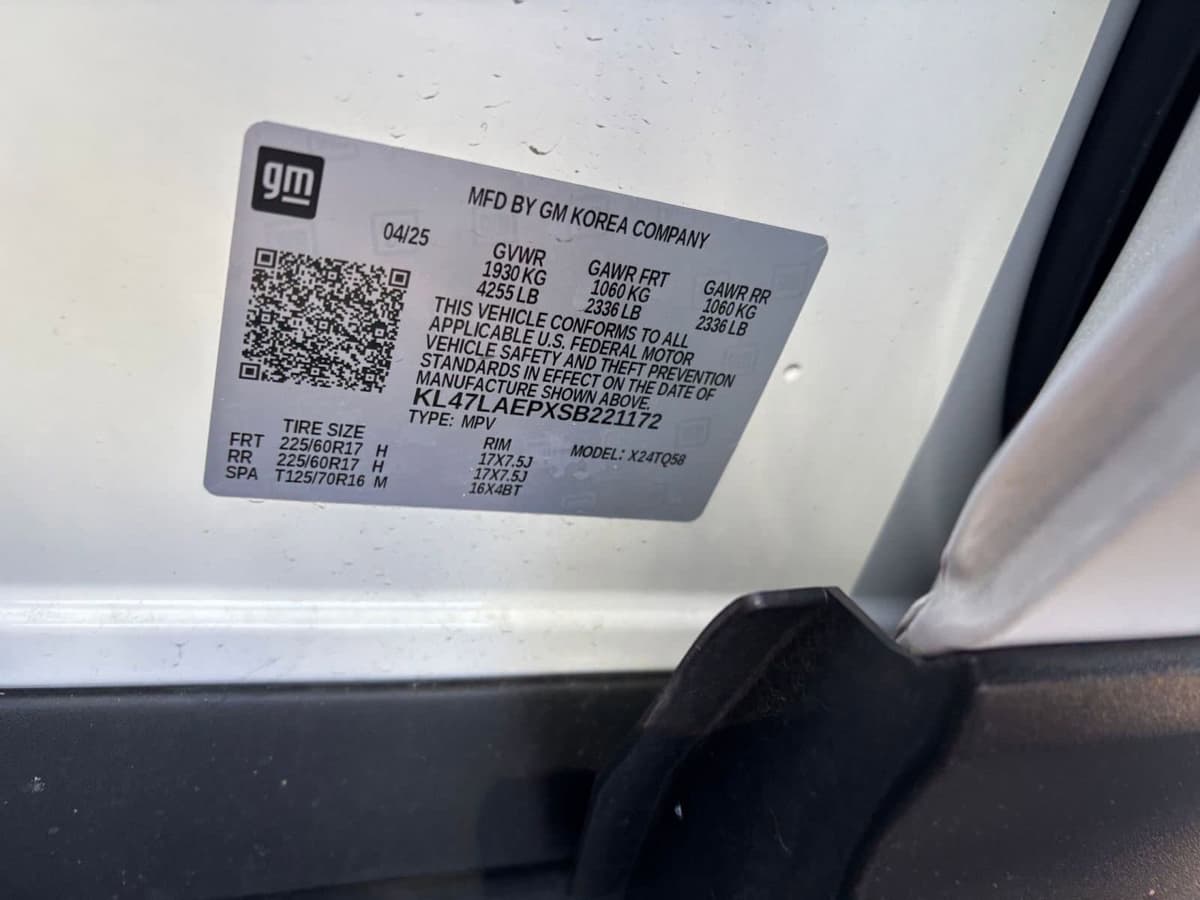 gm
MFD BY GM KOREA COMPANY
04/25
GVWR GAWR FRT GAWR RR
1930 KG 1060 KG 1060 KG
4255 LB 2336 LB 2336 LB
THIS VEHICLE CONFORMS TO ALL
APPLICABLE U.S. FEDERAL MOTOR
VEHICLE SAFETY AND THEFT PREVENTION
STANDARDS IN EFFECT ON THE DATE OF
MANUFACTURE SHOWN ABOVE.
KL47LAEPXSB221172
TYPE: MPV MODEL: X24TQ58
TIRE SIZE RIM
FRT 225/60R17 H 17X7.5J
RR 225/60R17 H 17X7.5J
SPA T125/70R16 M 16X4BT